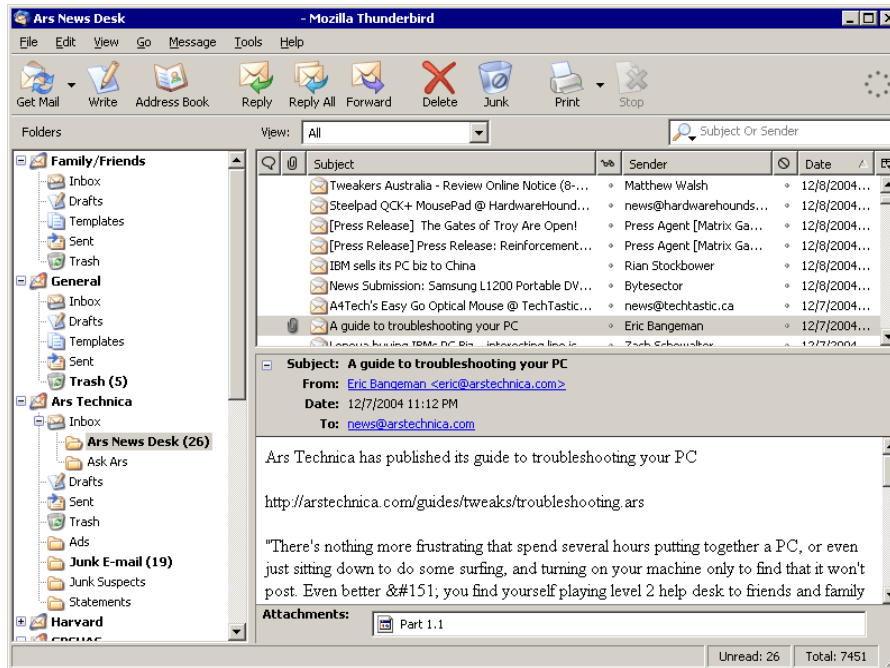 Ars News Desk - Mozilla Thunderbird
File Edit View Go Message Tools Help
Get Mail Write Address Book Reply Reply All Forward Delete Junk Print Stop
Folders View: All Subject Or Sender
Family/Friends
Inbox
Drafts
Templates
Sent
Trash
General
Inbox
Drafts
Templates
Sent
Trash (5)
Ars Technica
Inbox
Ars News Desk (26)
Ask Ars
Drafts
Sent
Trash
Ads
Junk E-mail (19)
Junk Suspects
Statements
Harvard
Subject Sender Date
Tweakers Australia - Review Online Notice (8-... Matthew Walsh 12/8/2004...
Steelpad QCK+ MousePad @ HardwareHound... news@hardwarehounds... 12/8/2004...
[Press Release] The Gates of Troy Are Open! Press Agent [Matrix Ga... 12/8/2004...
[Press Release] Press Release: Reinforcement... Press Agent [Matrix Ga... 12/8/2004...
IBM sells its PC biz to China Rian Stockbower 12/8/2004...
News Submission: Samsung L1200 Portable DV... Bytesector 12/8/2004...
A4Tech's Easy Go Optical Mouse @ TechTastic... news@techtastic.ca 12/7/2004...
A guide to troubleshooting your PC Eric Bangeman 12/7/2004...
Lenovo buying IBMs PC Biz - interesting line is 12/7/2004...
Subject: A guide to troubleshooting your PC
From: Eric Bangeman <eric@arstechnica.com>
Date: 12/7/2004 11:12 PM
To: news@arstechnica.com
Ars Technica has published its guide to troubleshooting your PC
http://arstechnica.com/guides/tweaks/troubleshooting.ars
"There's nothing more frustrating that spend several hours putting together a PC, or even
just sitting down to do some surfing, and turning on your machine only to find that it won't
post. Even better &#151; you find yourself playing level 2 help desk to friends and family
Attachments: Part 1.1
Unread: 26 Total: 7451